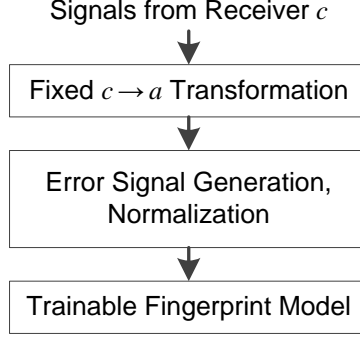 Signals from Receiver c
Fixed c → a Transformation
Error Signal Generation,
Normalization
Trainable Fingerprint Model